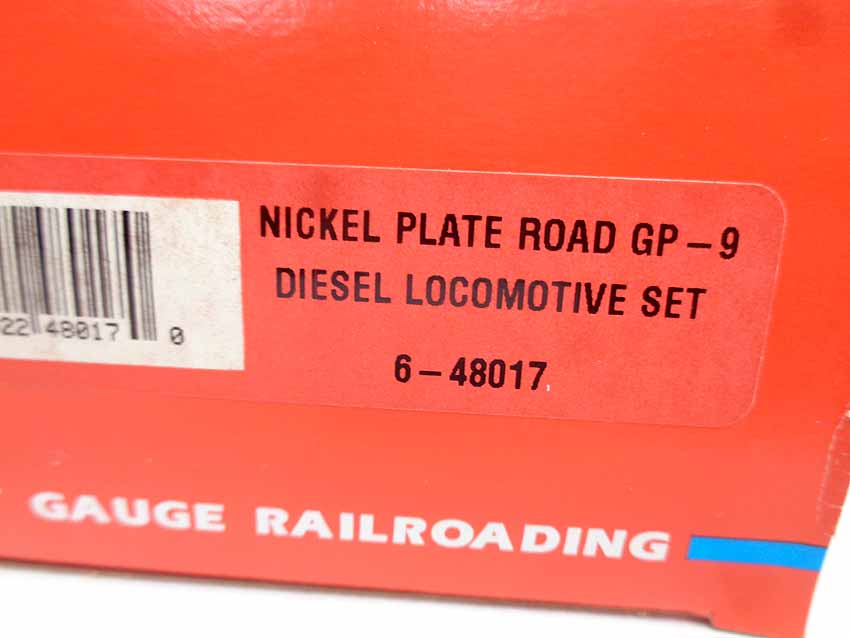 NICKEL PLATE ROAD GP-9
DIESEL LOCOMOTIVE SET
22 48017 0
6-48017
GAUGE RAILROADING